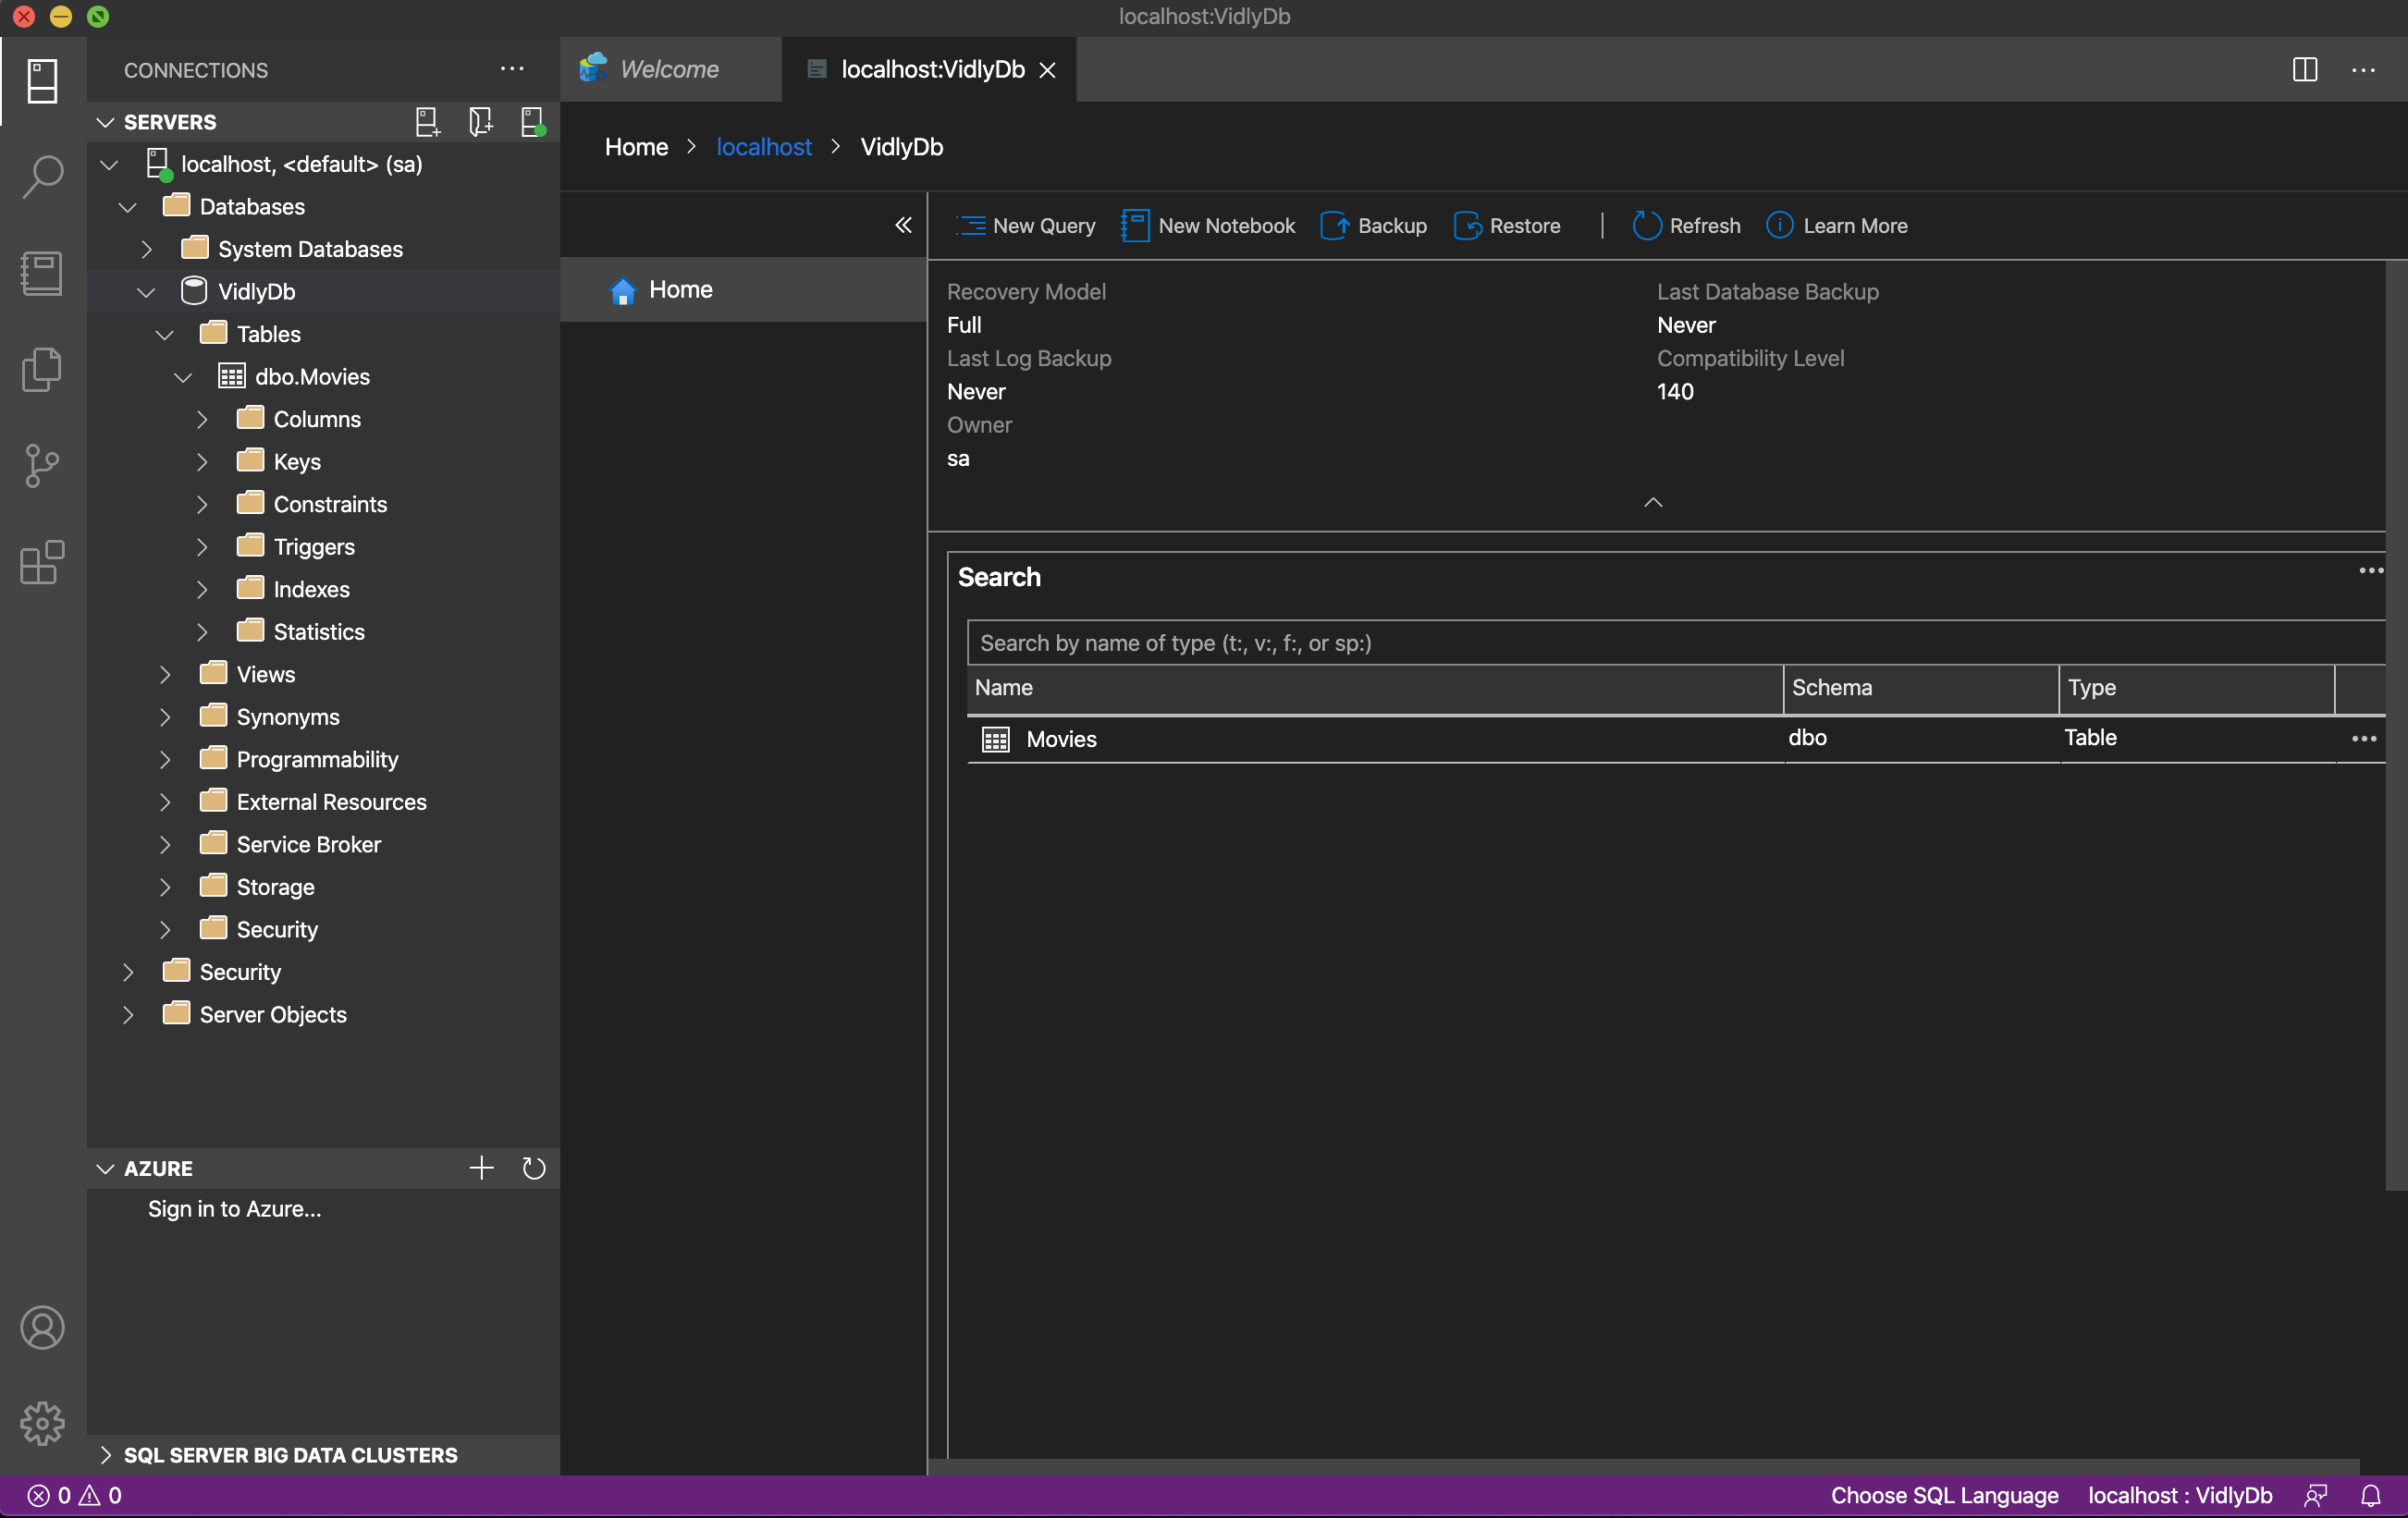 localhost:VidlyDb
CONNECTIONS
SERVERS
localhost, <default> (sa)
Databases
System Databases
VidlyDb
Tables
dbo.Movies
Columns
Keys
Constraints
Triggers
Indexes
Statistics
Views
Synonyms
Programmability
External Resources
Service Broker
Storage
Security
Security
Server Objects
AZURE
Sign in to Azure...
SQL SERVER BIG DATA CLUSTERS
Welcome
localhost:VidlyDb
Home > localhost > VidlyDb
Home
New Query New Notebook Backup Restore | Refresh Learn More
Recovery Model
Full
Last Log Backup
Never
Owner
sa
Last Database Backup
Never
Compatibility Level
140
Search
Search by name of type (t:, v:, f:, or sp:)
Name Schema Type
Movies dbo Table
0 0
Choose SQL Language localhost : VidlyDb